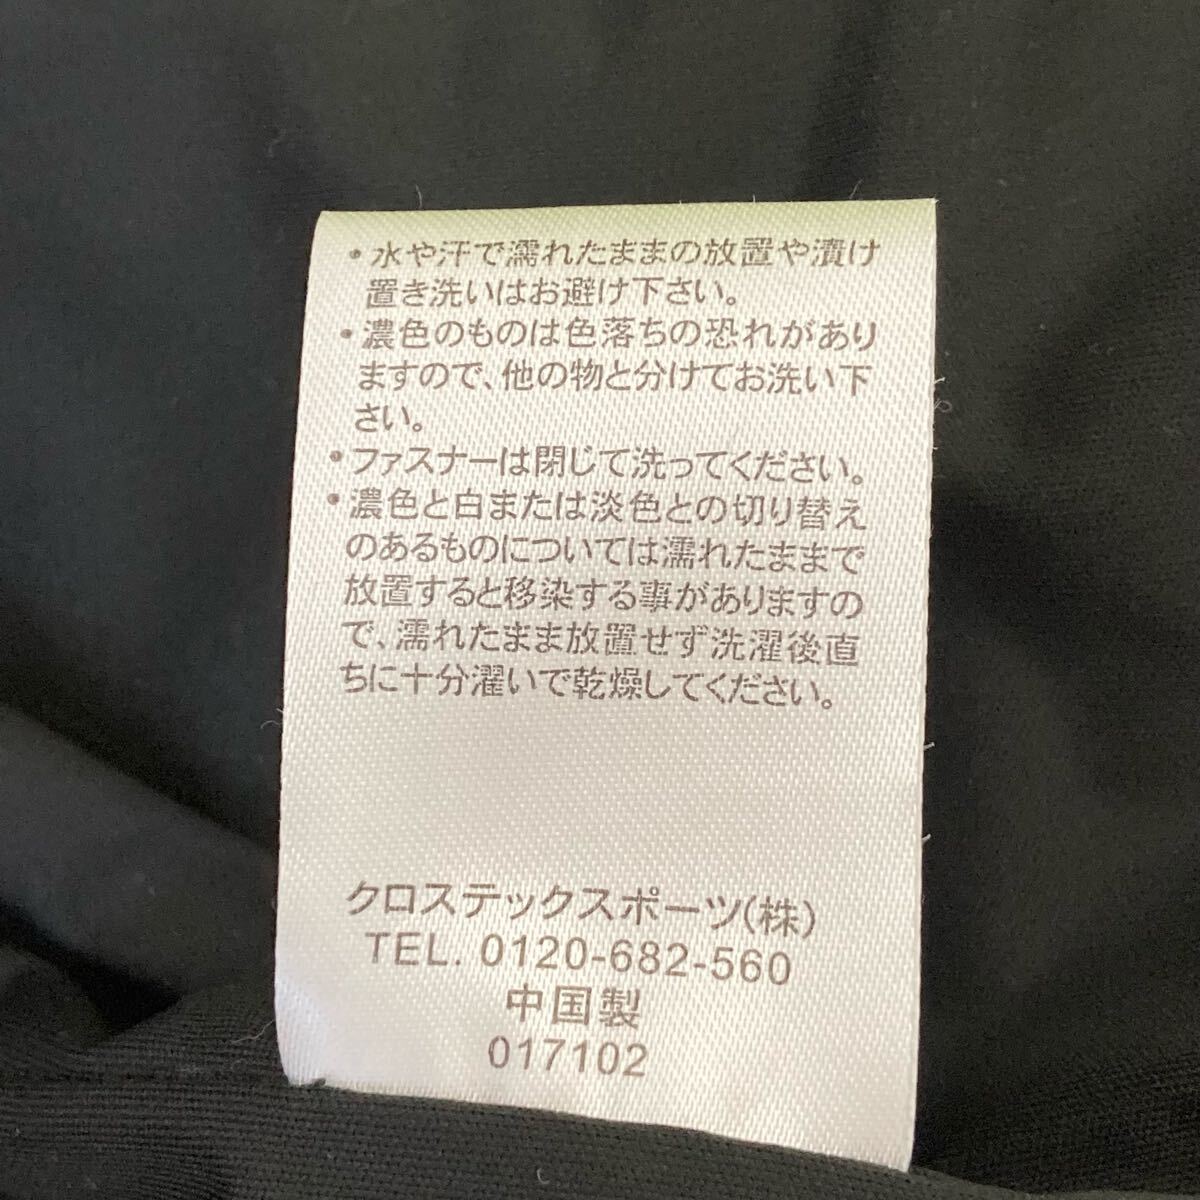 ・水や汗で濡れたままの放置や漬け
置き洗いはお避け下さい。
・濃色のものは色落ちの恐れがあり
ますので、他の物と分けてお洗い下
さい。
・ファスナーは閉じて洗ってください。
・濃色と白または淡色との切り替え
のあるものについては濡れたままで
放置すると移染する事がありますの
で、濡れたまま放置せず洗濯後直
ちに十分濯いで乾燥してください。
クロステックスポーツ(株)
TEL. 0120-682-560
中国製
017102